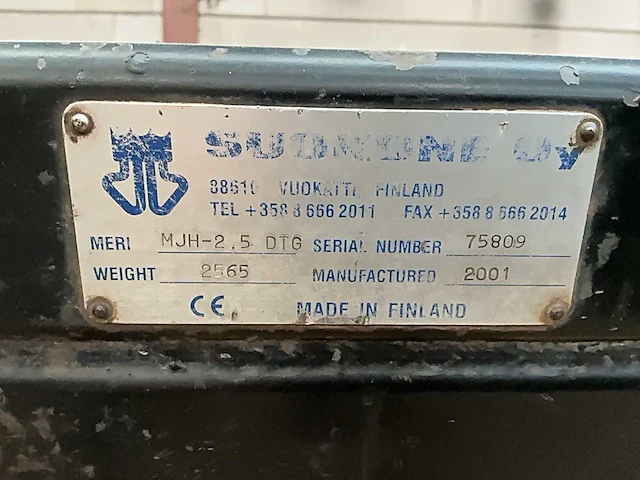 SUOKONE Oy
88610 VUOKATTI, FINLAND
TEL +358 8 666 2011 FAX +358 8 666 2014
MERI MJH-2.5 DTG SERIAL NUMBER 75809
WEIGHT 2565 MANUFACTURED 2001
CE MADE IN FINLAND